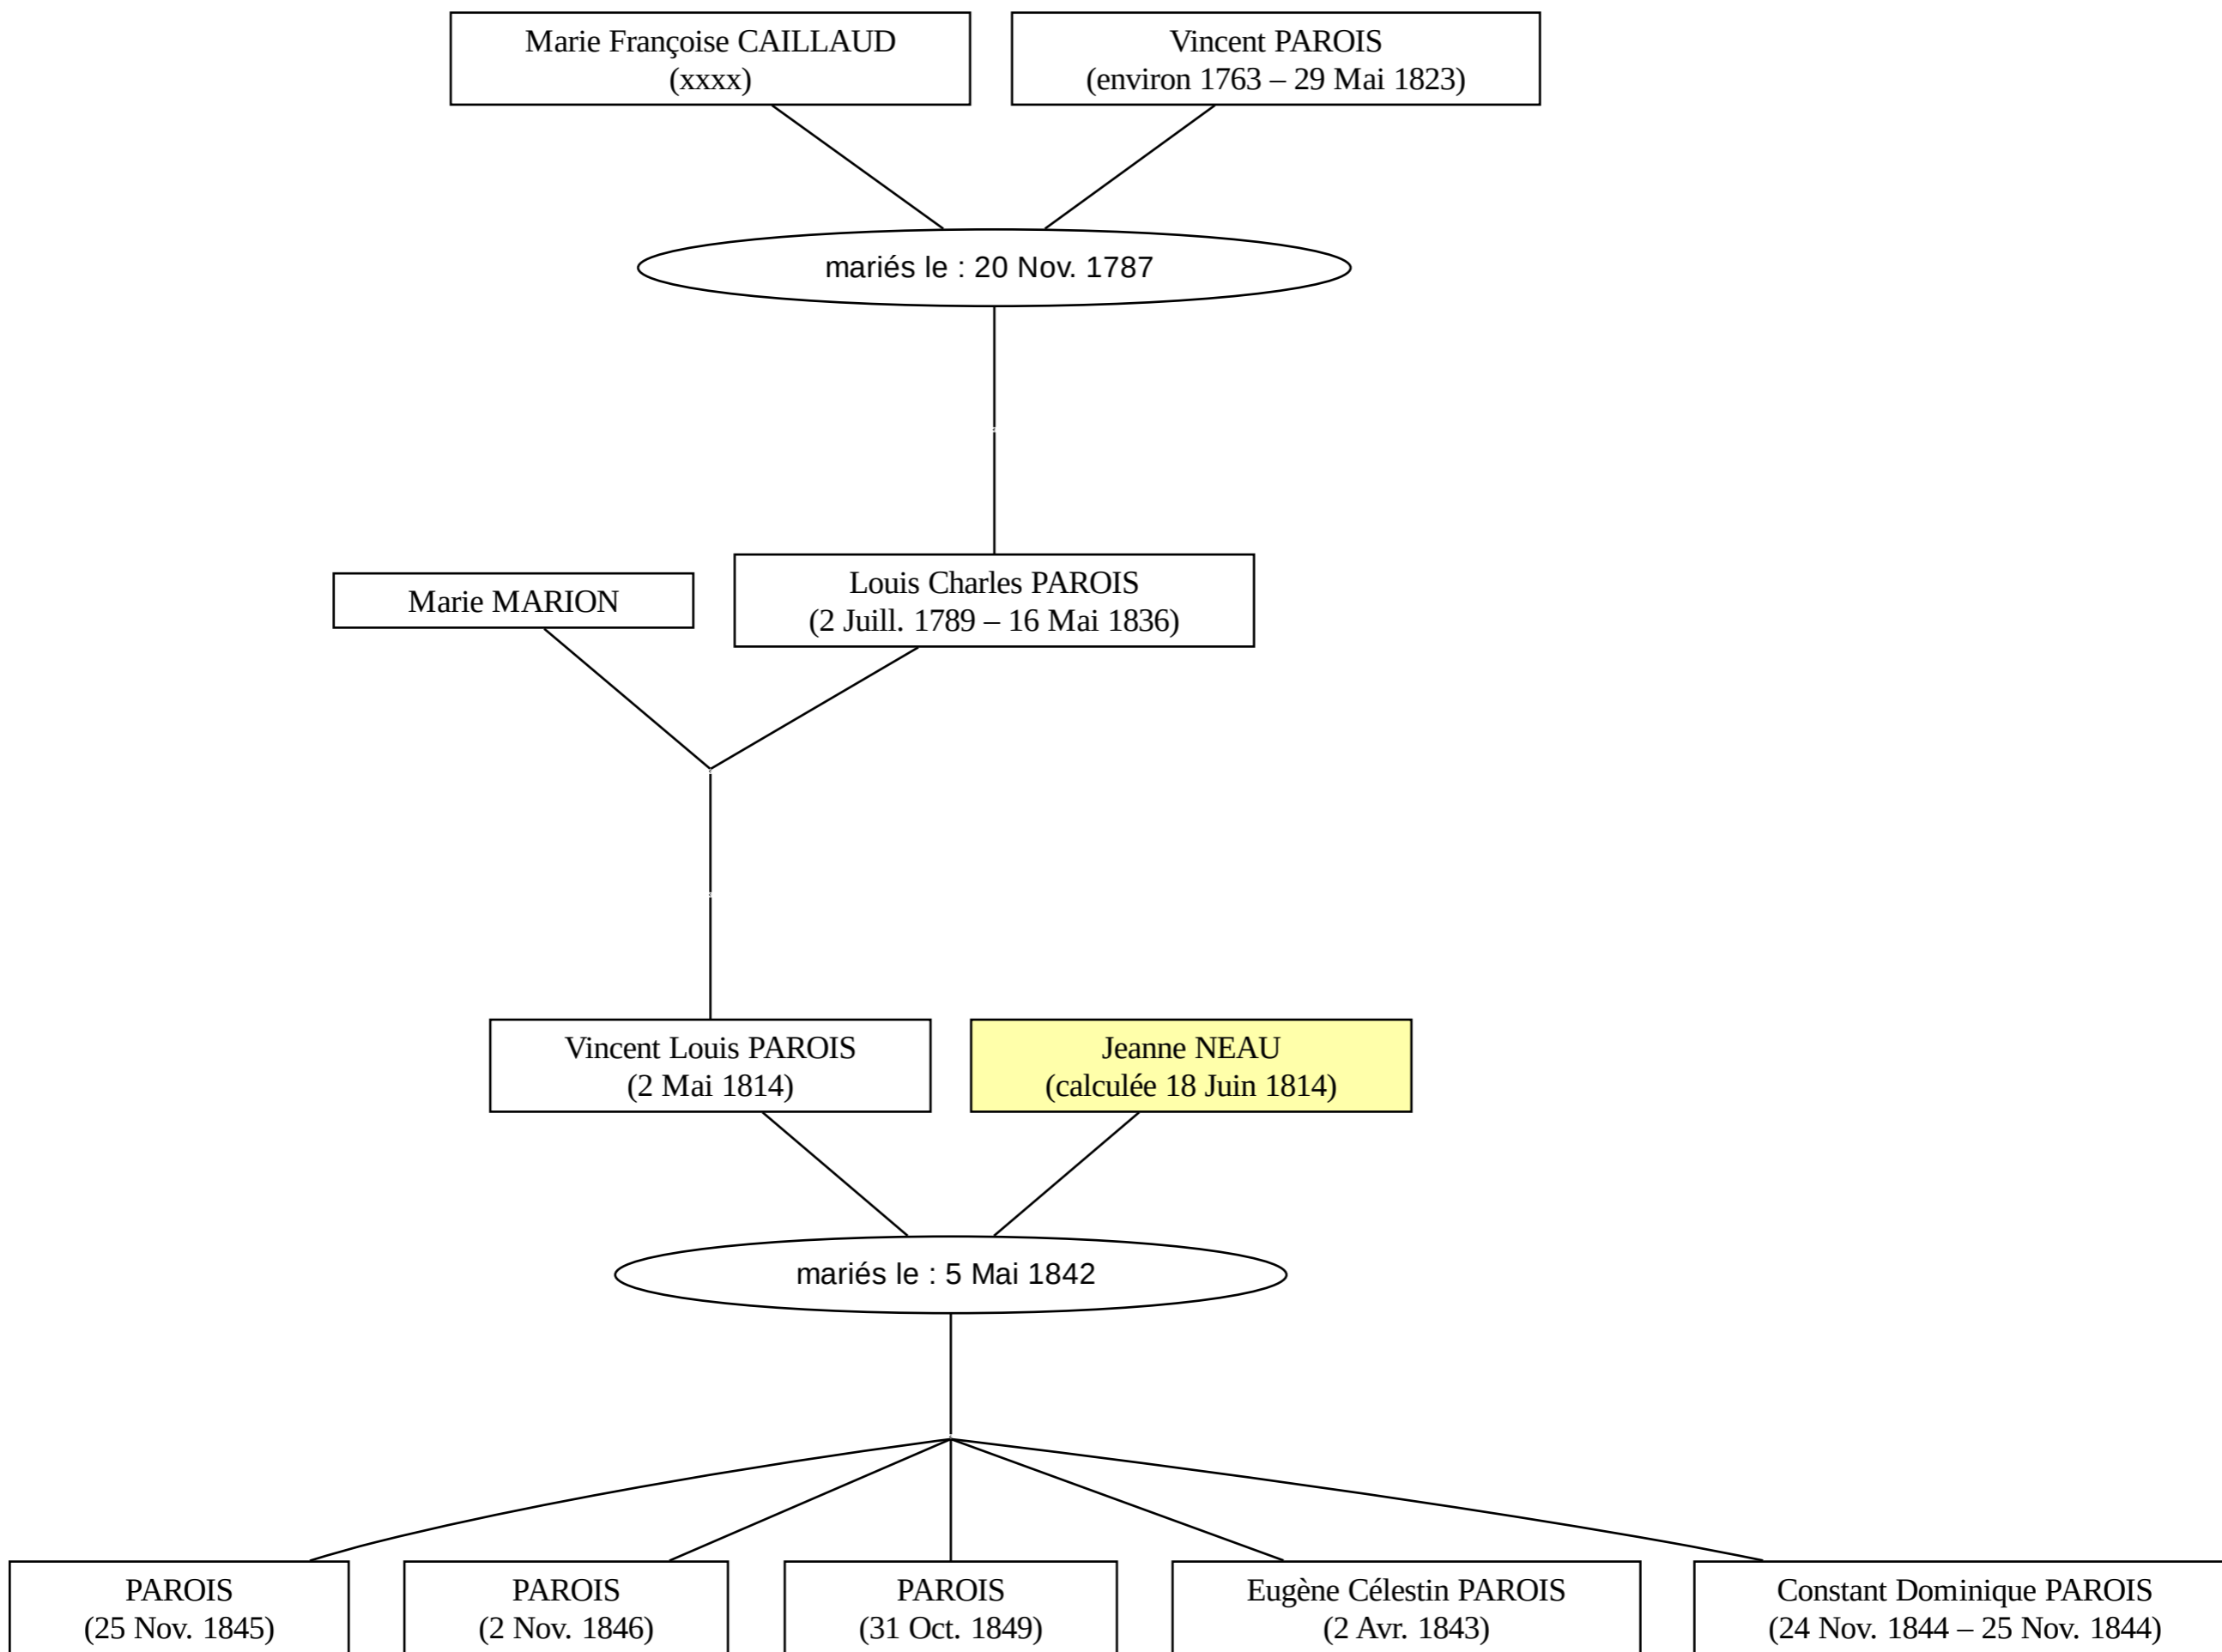 Marie Françoise CAILLAUD
(xxxx)
Vincent PAROIS
(environ 1763 – 29 Mai 1823)
mariés le : 20 Nov. 1787
Marie MARION
Louis Charles PAROIS
(2 Juill. 1789 – 16 Mai 1836)
Vincent Louis PAROIS
(2 Mai 1814)
Jeanne NEAU
(calculée 18 Juin 1814)
mariés le : 5 Mai 1842
PAROIS
(25 Nov. 1845)
PAROIS
(2 Nov. 1846)
PAROIS
(31 Oct. 1849)
Eugène Célestin PAROIS
(2 Avr. 1843)
Constant Dominique PAROIS
(24 Nov. 1844 – 25 Nov. 1844)